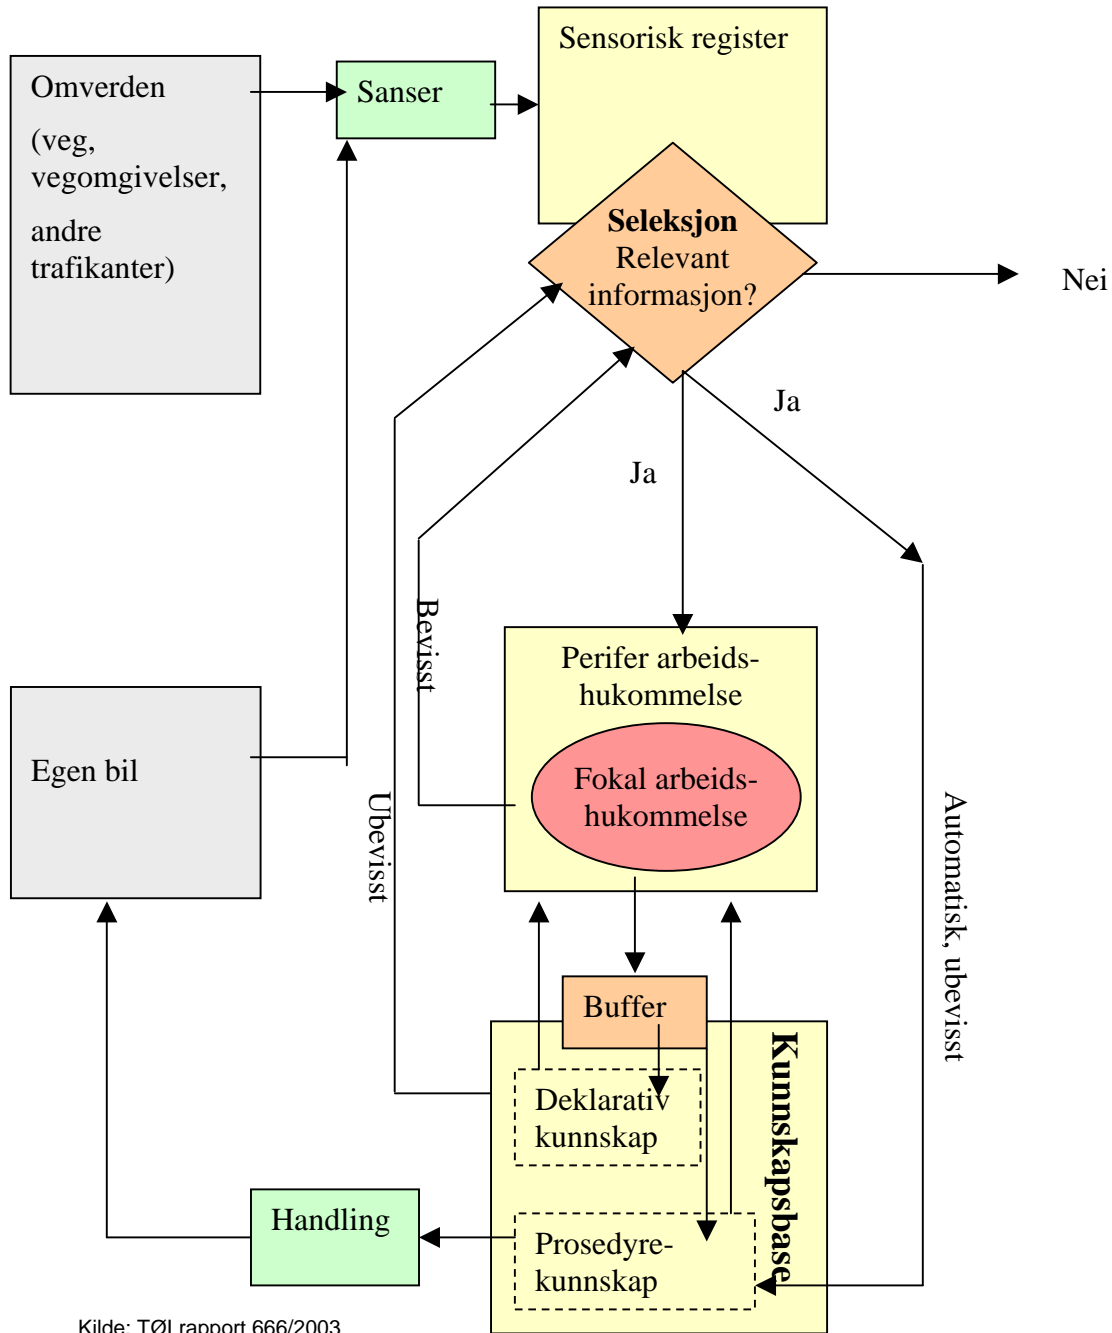 Sensorisk register
Omverden
(veg,
vegomgivelser,
andre
trafikanter)
Sanser
Seleksjon
Relevant
informasjon?
Nei
Ja
Ja
Bevisst
Perifer arbeids-
hukommelse
Fokal arbeids-
hukommelse
Egen bil
Ubevisst
Automatisk, ubevisst
Buffer
Kunnskapsbase
Deklarativ
kunnskap
Handling
Prosedyre-
kunnskap
Kilde: TØI rapport 666/2003